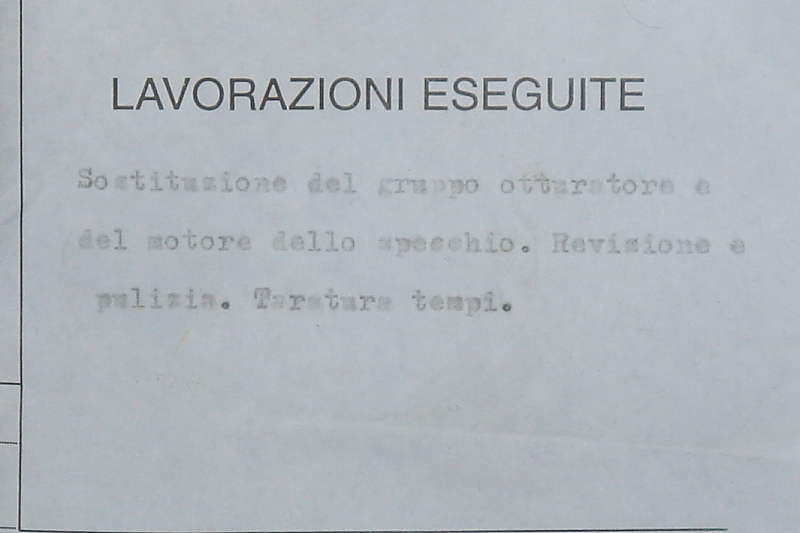 LAVORAZIONI ESEGUITE
Sostituzione del gruppo otturatore e
del motore dello specchio. Revisione e
pulizia. Taratura tempi.